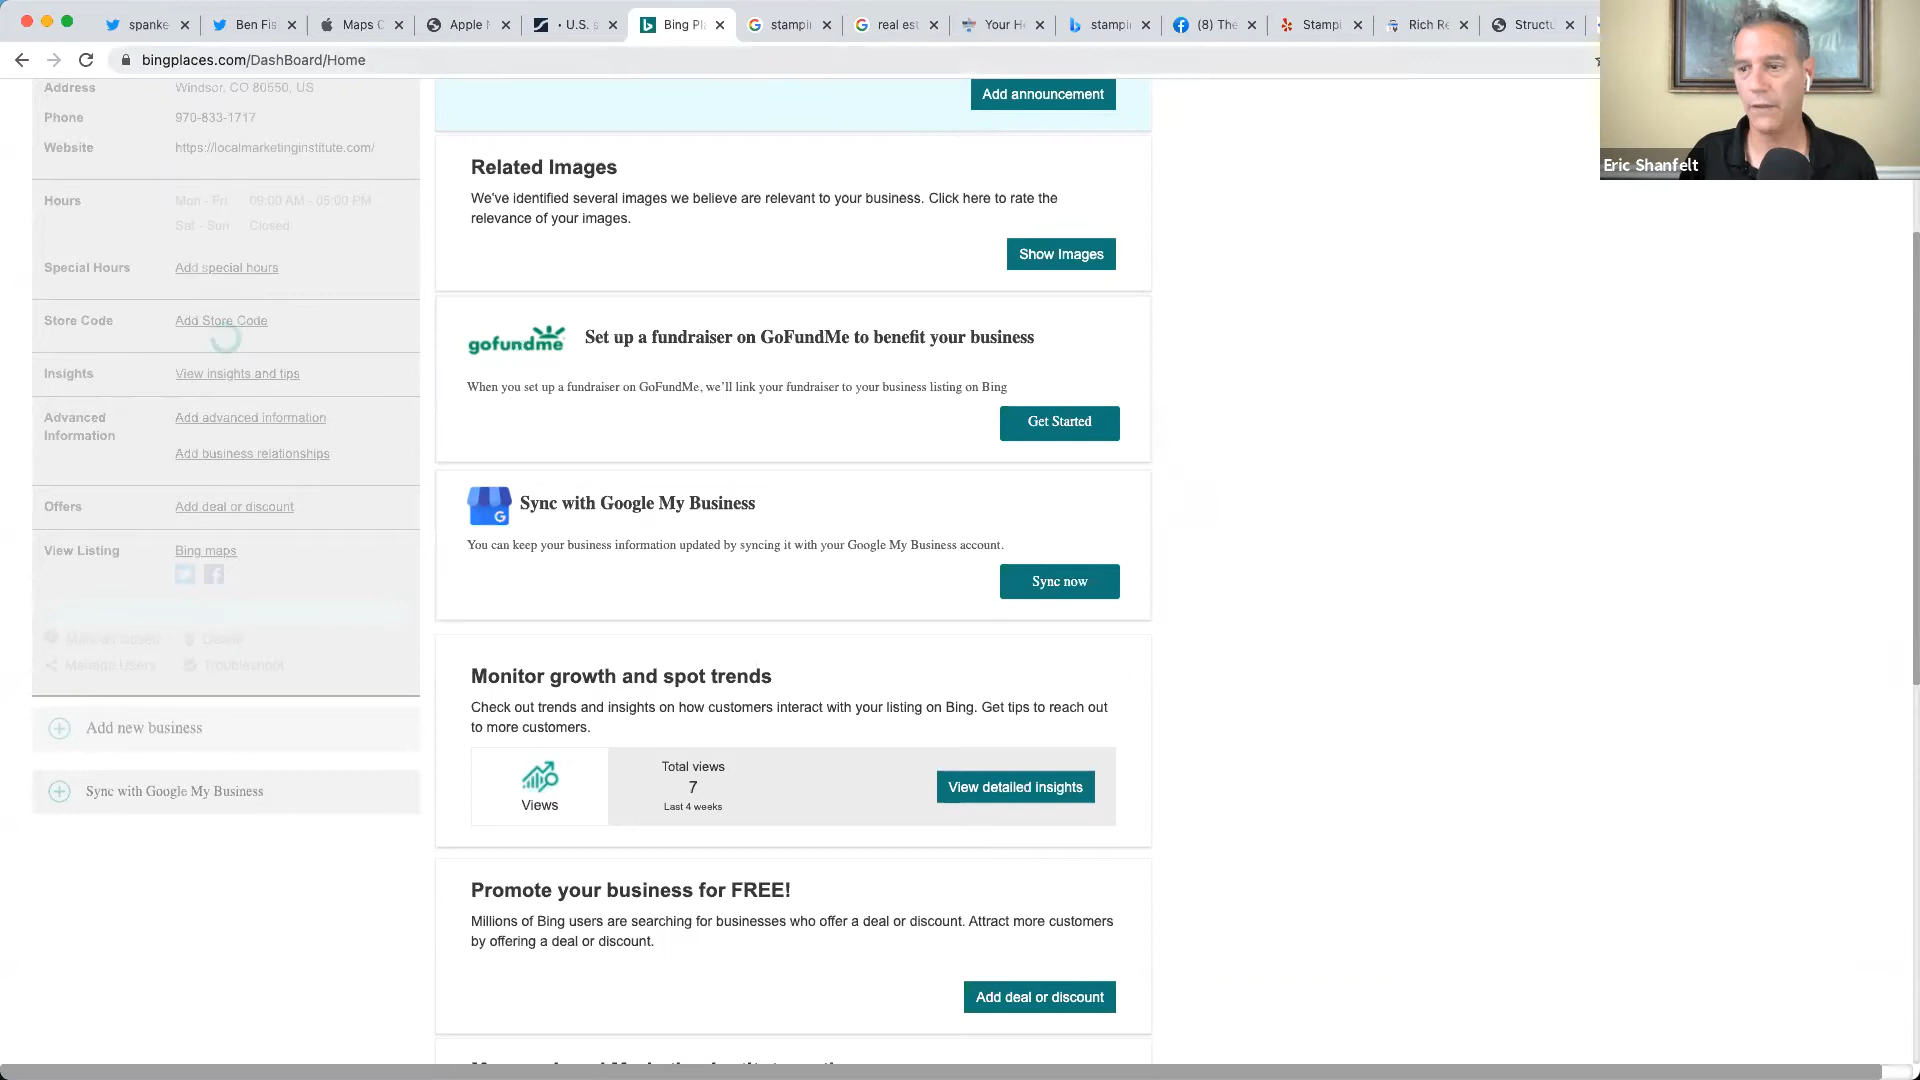 spanke
Ben Fis
Maps C
Apple M
• U.S. s
Bing Pla
stampin
real est
Your H
stampin
(8) The
Stampi
Rich Re
Structu
bingplaces.com/DashBoard/Home
Address
Windsor, CO 80550, US
Phone
970-833-1717
Website
https://localmarketinginstitute.com/
Hours
Mon - Fri 09:00 AM - 05:00 PM
Sat - Sun Closed
Special Hours
Add special hours
Store Code
Add Store Code
Insights
View insights and tips
Advanced
Information
Add advanced information
Add business relationships
Offers
Add deal or discount
View Listing
Bing maps
Mark as closed
Delete
Manage Users
Troubleshoot
Add new business
Sync with Google My Business
Add announcement
Related Images
We've identified several images we believe are relevant to your business. Click here to rate the
relevance of your images.
Show Images
gofundme
Set up a fundraiser on GoFundMe to benefit your business
When you set up a fundraiser on GoFundMe, we'll link your fundraiser to your business listing on Bing
Get Started
G
Sync with Google My Business
You can keep your business information updated by syncing it with your Google My Business account.
Sync now
Monitor growth and spot trends
Check out trends and insights on how customers interact with your listing on Bing. Get tips to reach out
to more customers.
Views
Total views
7
Last 4 weeks
View detailed insights
Promote your business for FREE!
Millions of Bing users are searching for businesses who offer a deal or discount. Attract more customers
by offering a deal or discount.
Add deal or discount
Eric Shanfelt